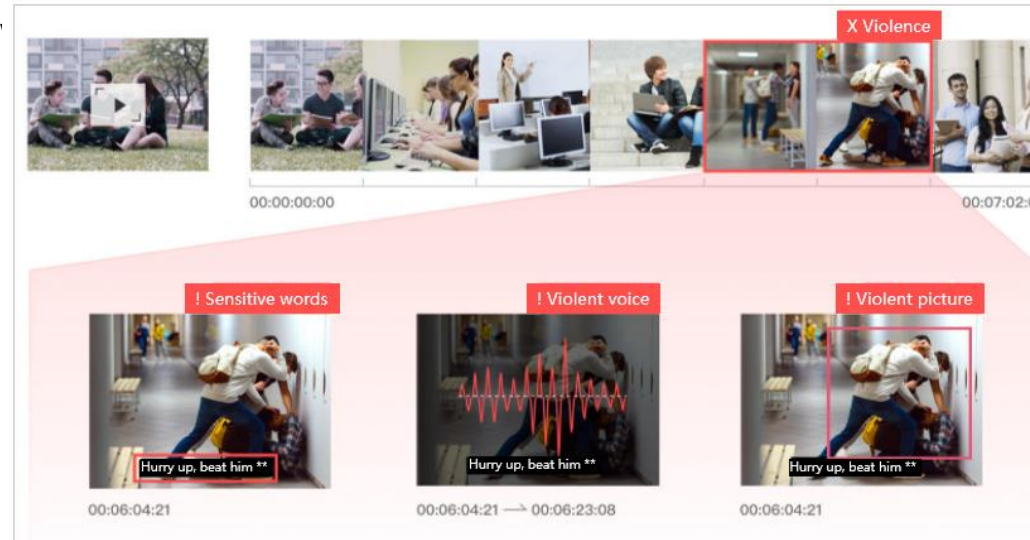 X Violence
00:00:00:00
00:07:02:
! Sensitive words
! Violent voice
! Violent picture
Hurry up, beat him **
Hurry up, beat him **
Hurry up, beat him **
00:06:04:21
00:06:04:21 → 00:06:23:08
00:06:04:21